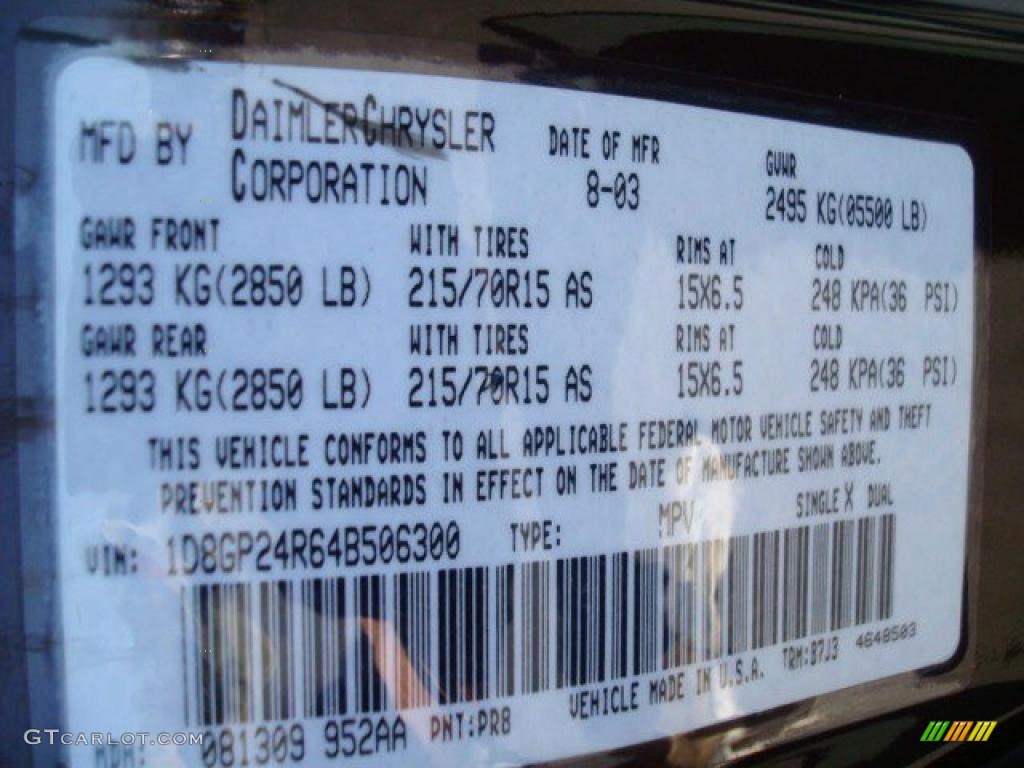 MFD BY DAIMLERCHRYSLER CORPORATION DATE OF MFR 8-03 GVWR 2495 KG(05500 LB)
GAWR FRONT WITH TIRES RIMS AT COLD
1293 KG(2850 LB) 215/70R15 AS 15X6.5 248 KPA(36 PSI)
GAWR REAR WITH TIRES RIMS AT COLD
1293 KG(2850 LB) 215/70R15 AS 15X6.5 248 KPA(36 PSI)
THIS VEHICLE CONFORMS TO ALL APPLICABLE FEDERAL MOTOR VEHICLE SAFETY AND THEFT
PREVENTION STANDARDS IN EFFECT ON THE DATE OF MANUFACTURE SHOWN ABOVE.
VIN: 1D8GP24R64B506300 TYPE: MPV SINGLE X DUAL
VEHICLE MADE IN U.S.A. TRM:B7J3 4648503
MDH: 081309 952AA PNT:PR8
GTCARLOT.COM